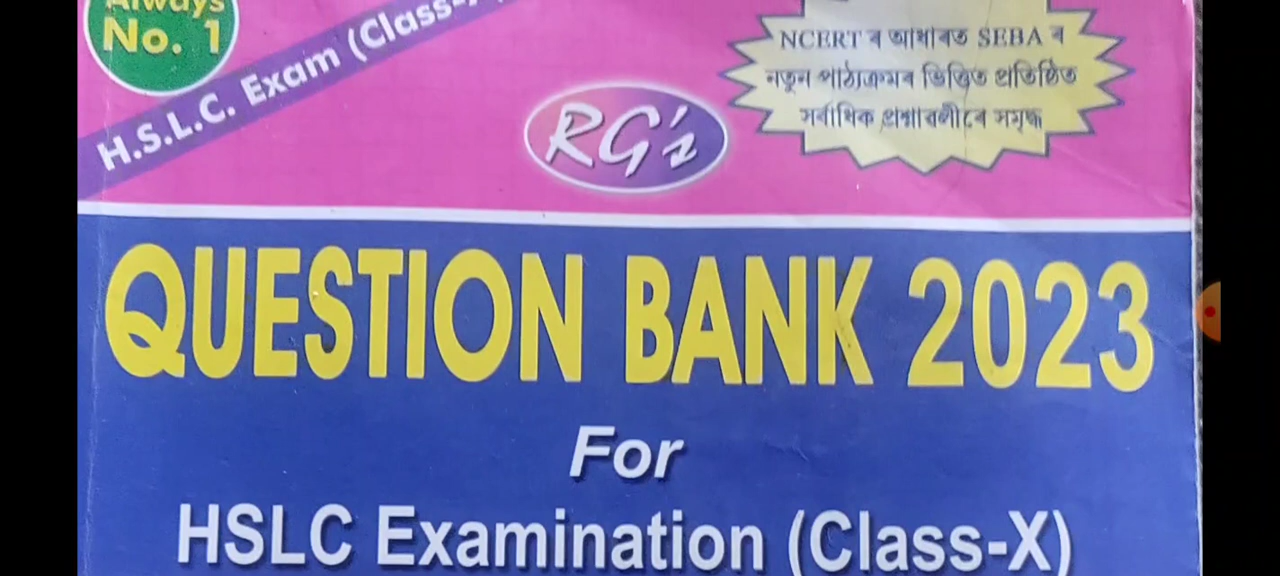 Always
No. 1
H.S.L.C. Exam (Class-
RG's
NCERT ৰ আধাৰত SEBA ৰ
নতুন পাঠ্যক্ৰমৰ ভিত্তিত প্ৰতিষ্ঠিত
সৰ্বাধিক প্ৰশ্নাৱলীৰে সমৃদ্ধ
QUESTION BANK 2023
For
HSLC Examination (Class-X)